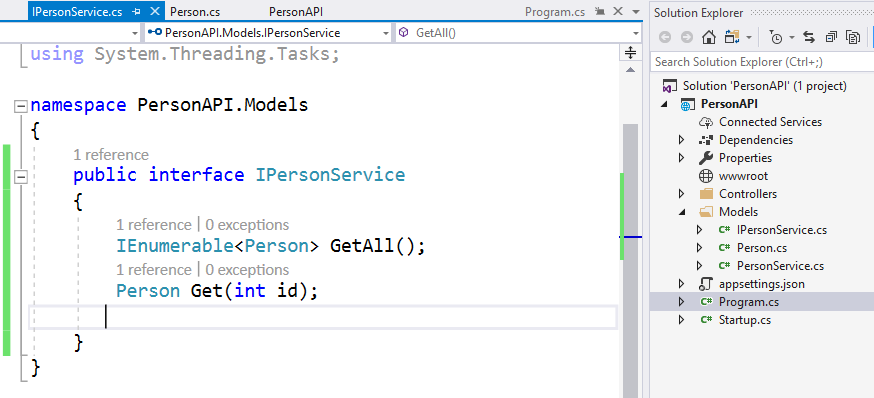 IPersonService.cs Person.cs PersonAPI Program.cs
PersonAPI.Models.IPersonService GetAll()
using System.Threading.Tasks;
namespace PersonAPI.Models
{
1 reference
public interface IPersonService
{
1 reference | 0 exceptions
IEnumerable<Person> GetAll();
1 reference | 0 exceptions
Person Get(int id);
}
}
Solution Explorer
Search Solution Explorer (Ctrl+;)
Solution 'PersonAPI' (1 project)
PersonAPI
Connected Services
Dependencies
Properties
wwwroot
Controllers
Models
C# IPersonService.cs
C# Person.cs
C# PersonService.cs
appsettings.json
C# Program.cs
C# Startup.cs